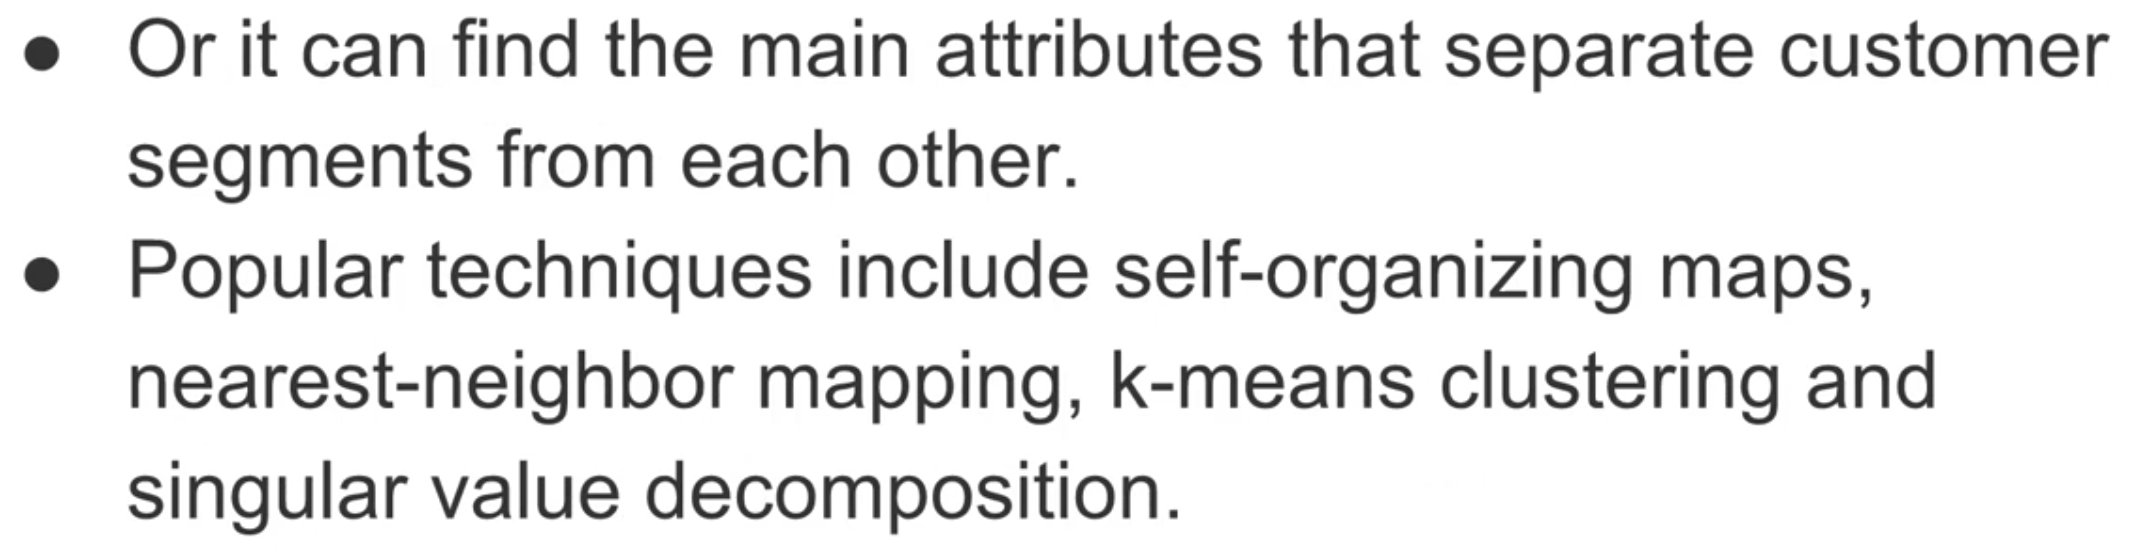 ● Or it can find the main attributes that separate customer
segments from each other.
● Popular techniques include self-organizing maps,
nearest-neighbor mapping, k-means clustering and
singular value decomposition.